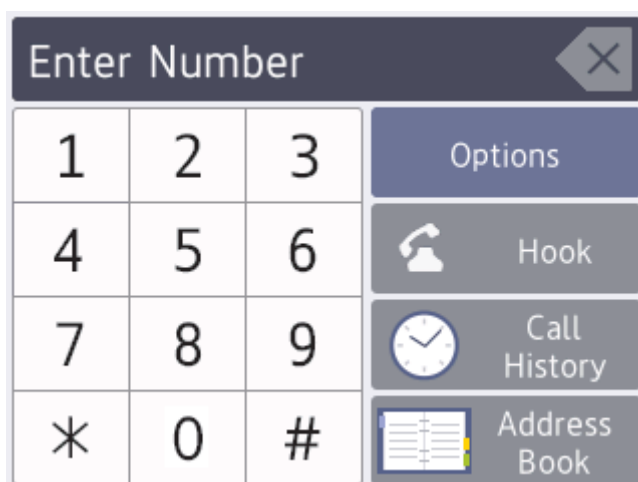 Enter Number
1 2 3
Options
4 5 6
Hook
7 8 9
Call
History
* 0 #
Address
Book